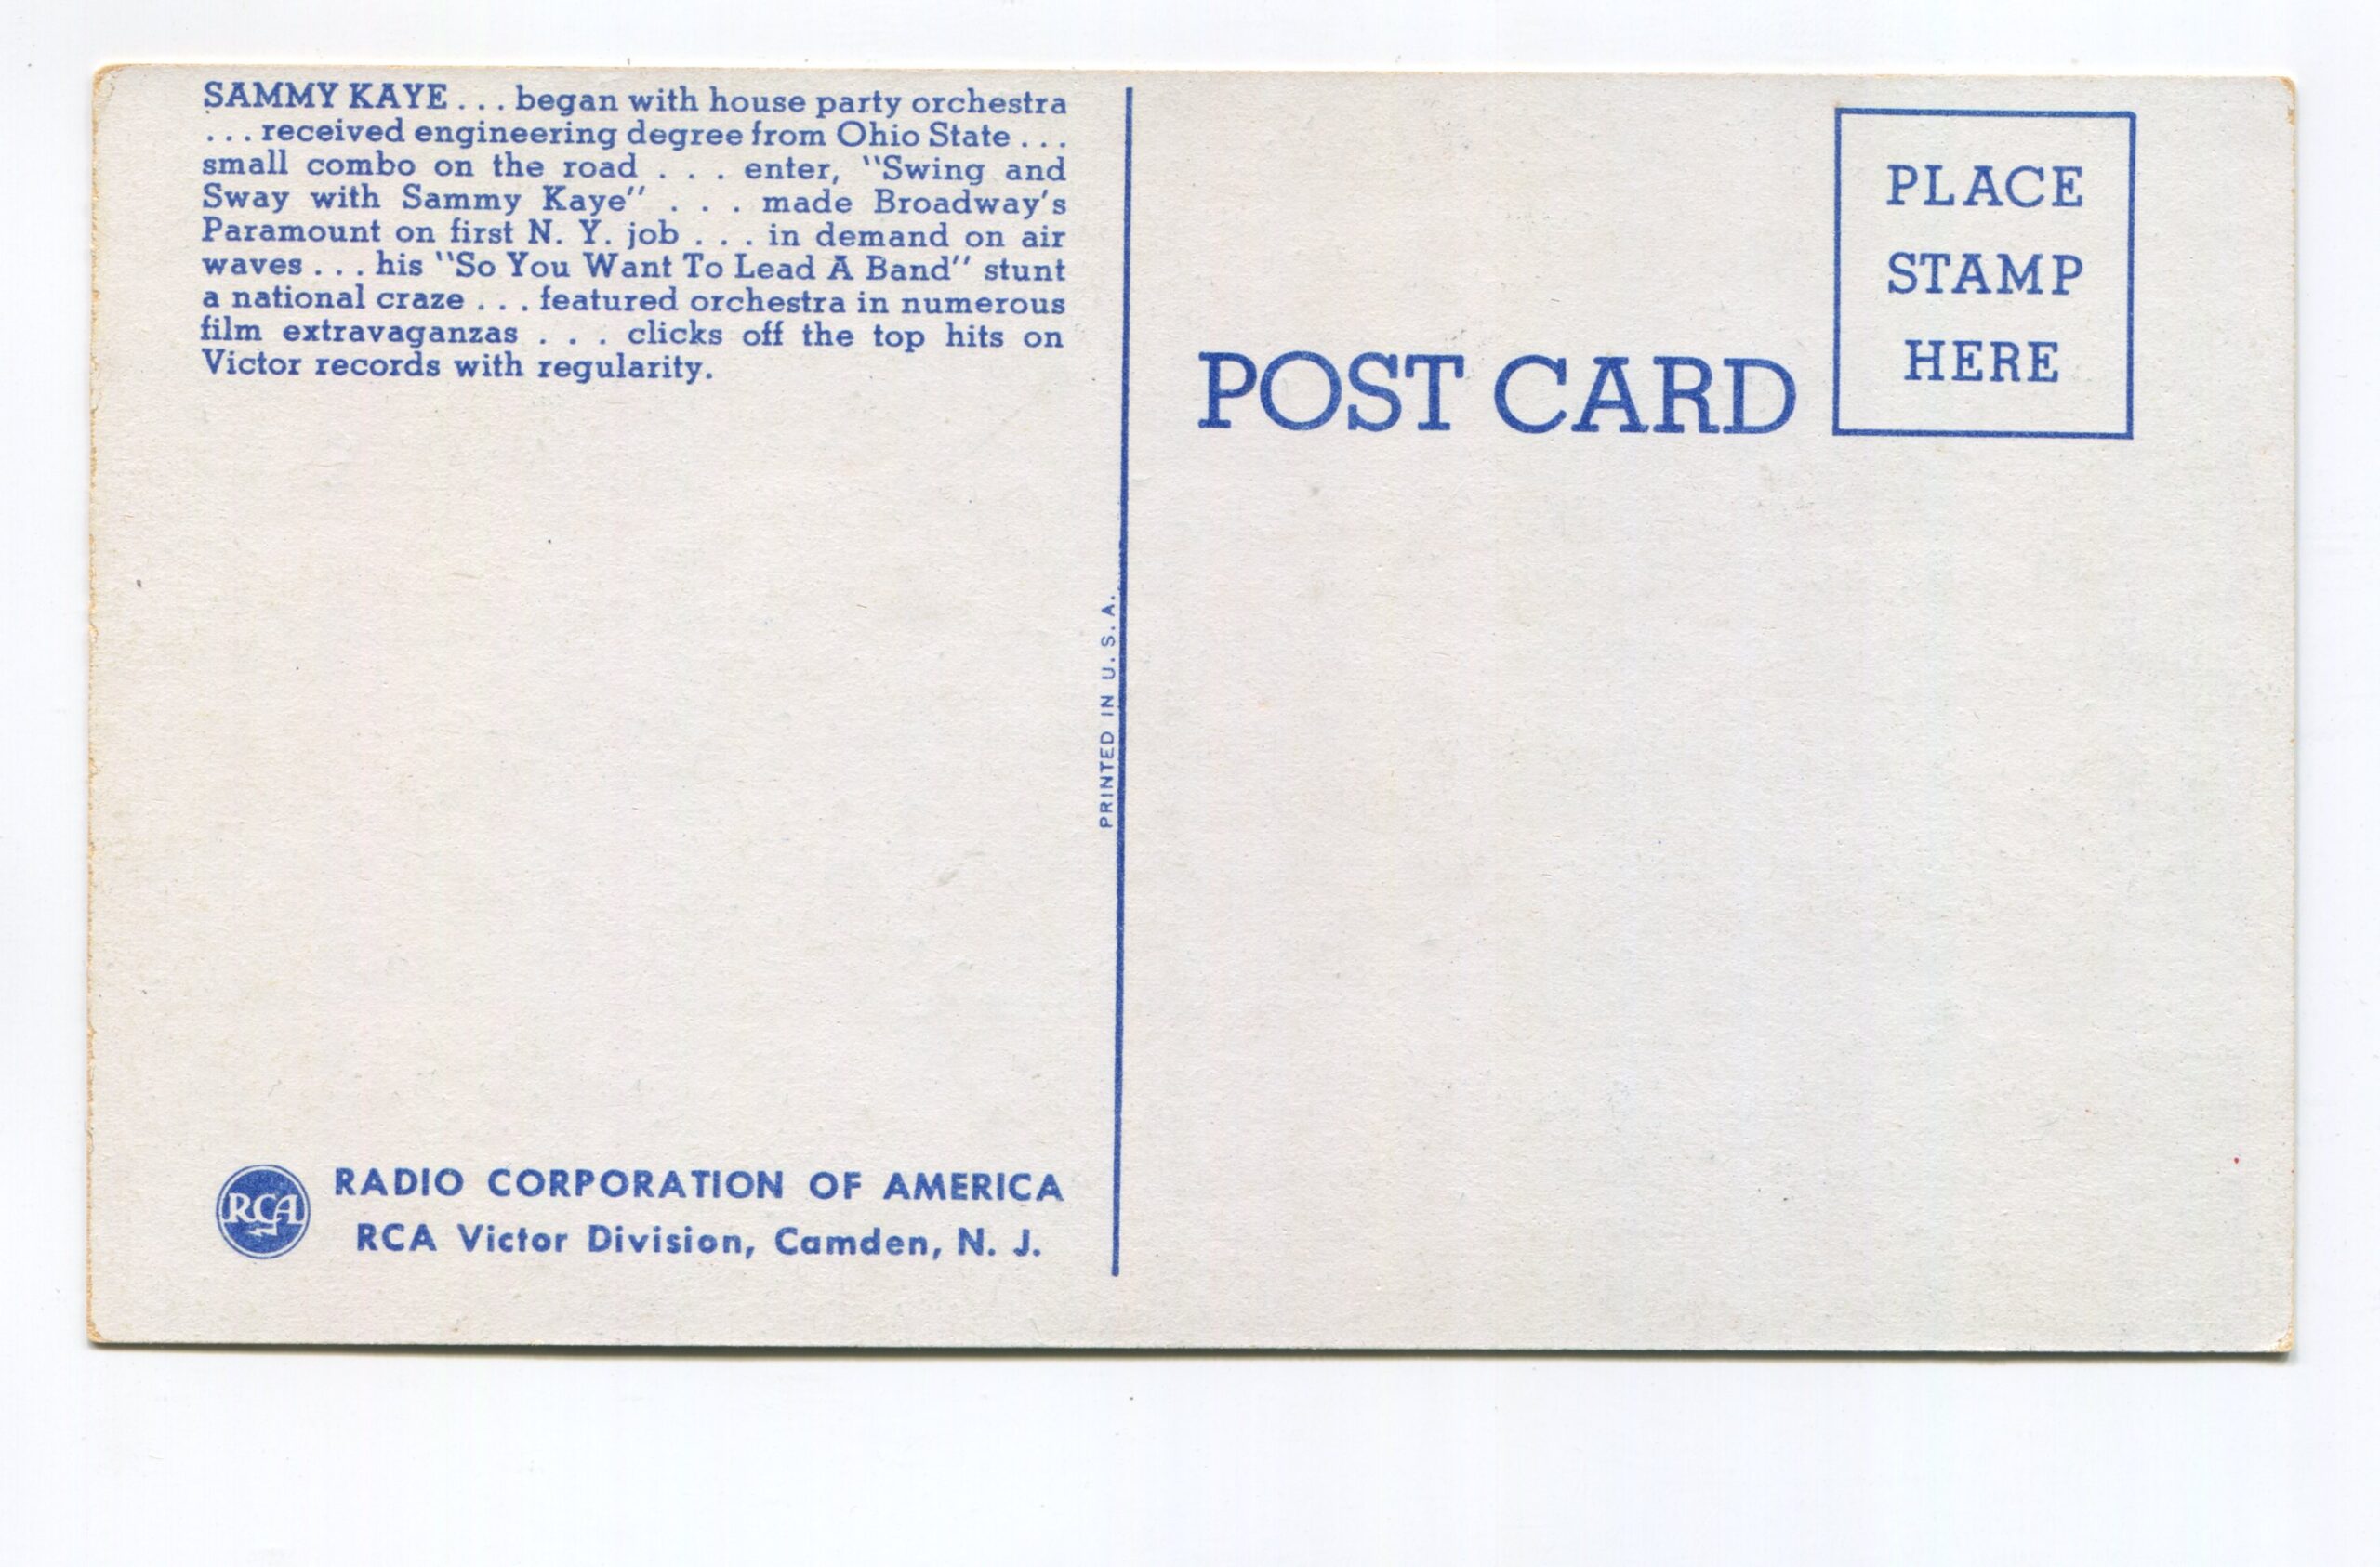 SAMMY KAYE . . . began with house party orchestra
. . . received engineering degree from Ohio State . . .
small combo on the road . . . enter, "Swing and
Sway with Sammy Kaye" . . . made Broadway's
Paramount on first N. Y. job . . . in demand on air
waves . . . his "So You Want To Lead A Band" stunt
a national craze . . . featured orchestra in numerous
film extravaganzas . . . clicks off the top hits on
Victor records with regularity.
RCA
RADIO CORPORATION OF AMERICA
RCA Victor Division, Camden, N. J.
PRINTED IN U. S. A.
POST CARD
PLACE
STAMP
HERE